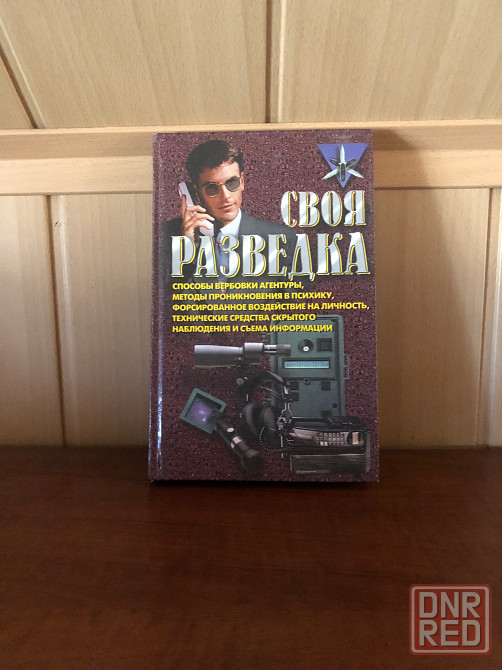 СВОЯ
РАЗВЕДКА
СПОСОБЫ ВЕРБОВКИ АГЕНТУРЫ,
МЕТОДЫ ПРОНИКНОВЕНИЯ В ПСИХИКУ,
ФОРСИРОВАННОЕ ВОЗДЕЙСТВИЕ НА ЛИЧНОСТЬ,
ТЕХНИЧЕСКИЕ СРЕДСТВА СКРЫТОГО
НАБЛЮДЕНИЯ И СЪЕМА ИНФОРМАЦИИ
DNR
RED